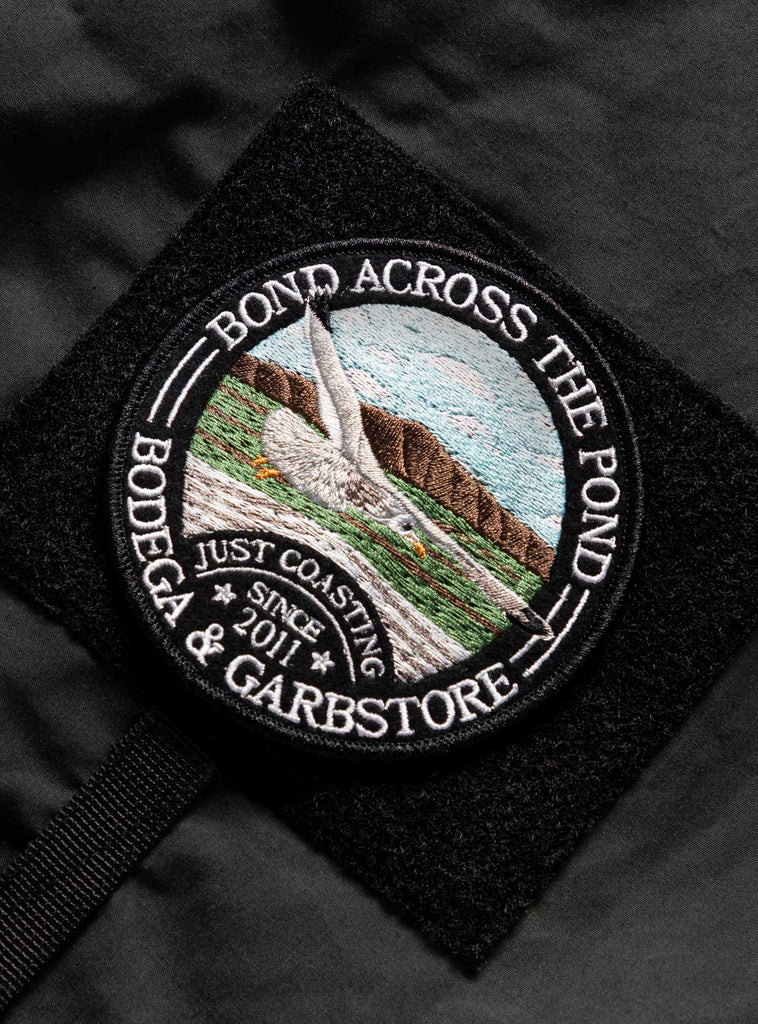 BOND ACROSS THE POND
JUST COASTING
SINCE
2011
BODEGA & GARBSTORE